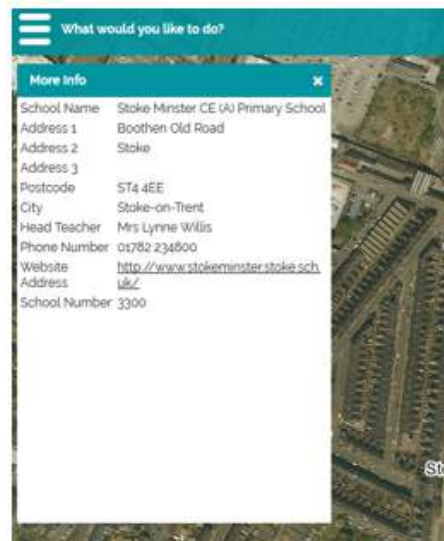 What would you like to do?
More Info
School Name Stoke Minster CE (A) Primary School
Address 1 Boothen Old Road
Address 2 Stoke
Address 3
Postcode ST4 4EE
City Stoke-on-Trent
Head Teacher Mrs Lynne Willis
Phone Number 01782 234800
Website http://www.stokeminster.stoke.sch.
Address uk/
School Number 3300